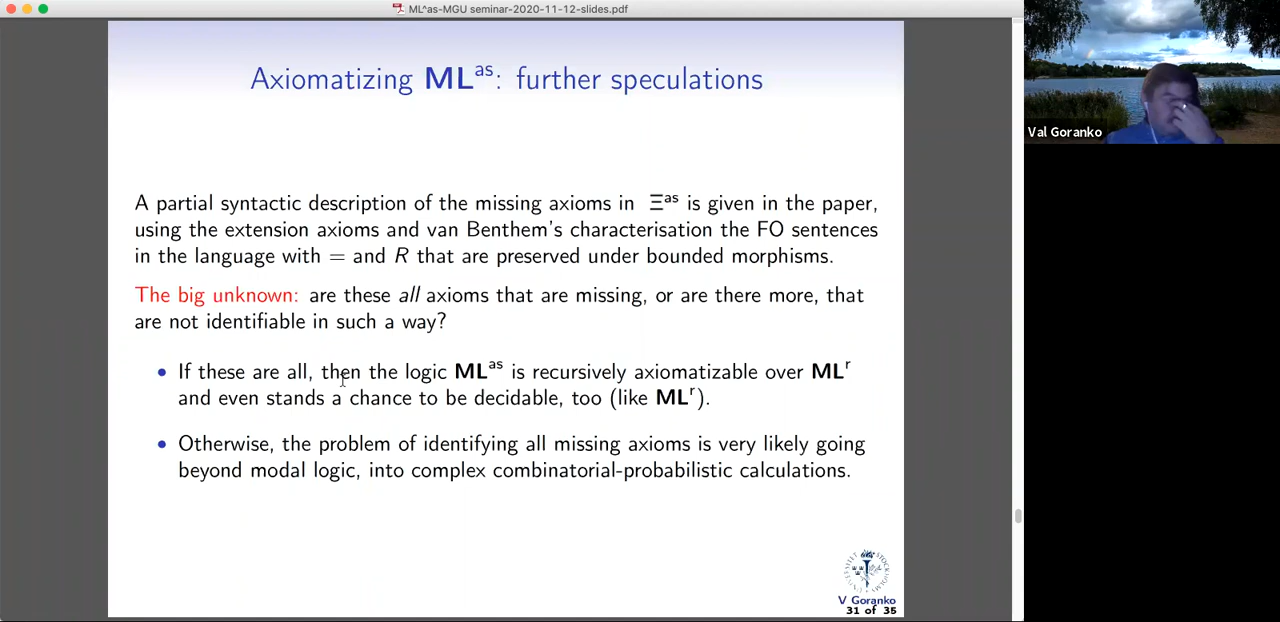 ML^as-MGU seminar-2020-11-12-slides.pdf
Axiomatizing ML^as: further speculations
Val Goranko
A partial syntactic description of the missing axioms in Ξ^as is given in the paper,
using the extension axioms and van Benthem's characterisation the FO sentences
in the language with = and R that are preserved under bounded morphisms.
The big unknown: are these all axioms that are missing, or are there more, that
are not identifiable in such a way?
• If these are all, then the logic ML^as is recursively axiomatizable over ML^r
and even stands a chance to be decidable, too (like ML^r).
• Otherwise, the problem of identifying all missing axioms is very likely going
beyond modal logic, into complex combinatorial-probabilistic calculations.
V Goranko
31 of 35